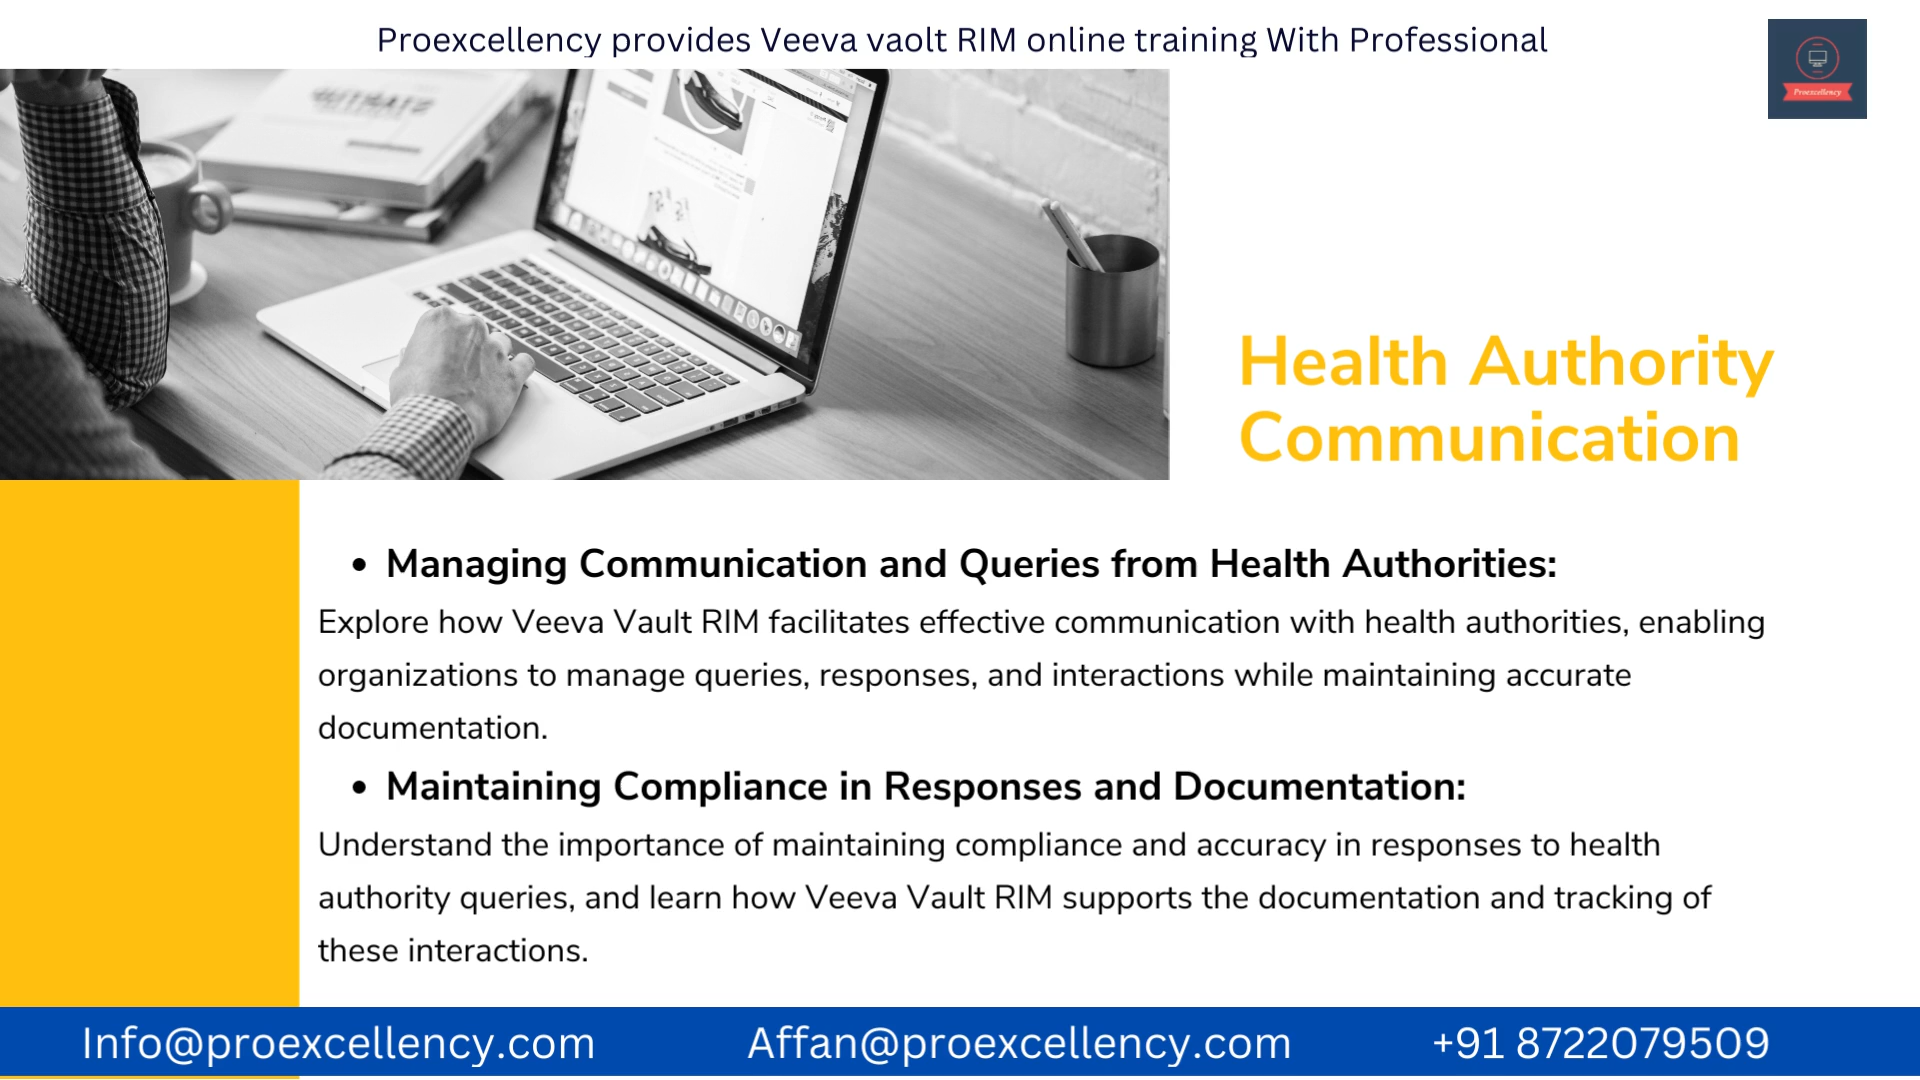 Proexcellency provides Veeva vaolt RIM online training With Professional
Proexcellency
Health Authority
Communication
• Managing Communication and Queries from Health Authorities:
Explore how Veeva Vault RIM facilitates effective communication with health authorities, enabling
organizations to manage queries, responses, and interactions while maintaining accurate
documentation.
• Maintaining Compliance in Responses and Documentation:
Understand the importance of maintaining compliance and accuracy in responses to health
authority queries, and learn how Veeva Vault RIM supports the documentation and tracking of
these interactions.
Info@proexcellency.com
Affan@proexcellency.com
+91 8722079509